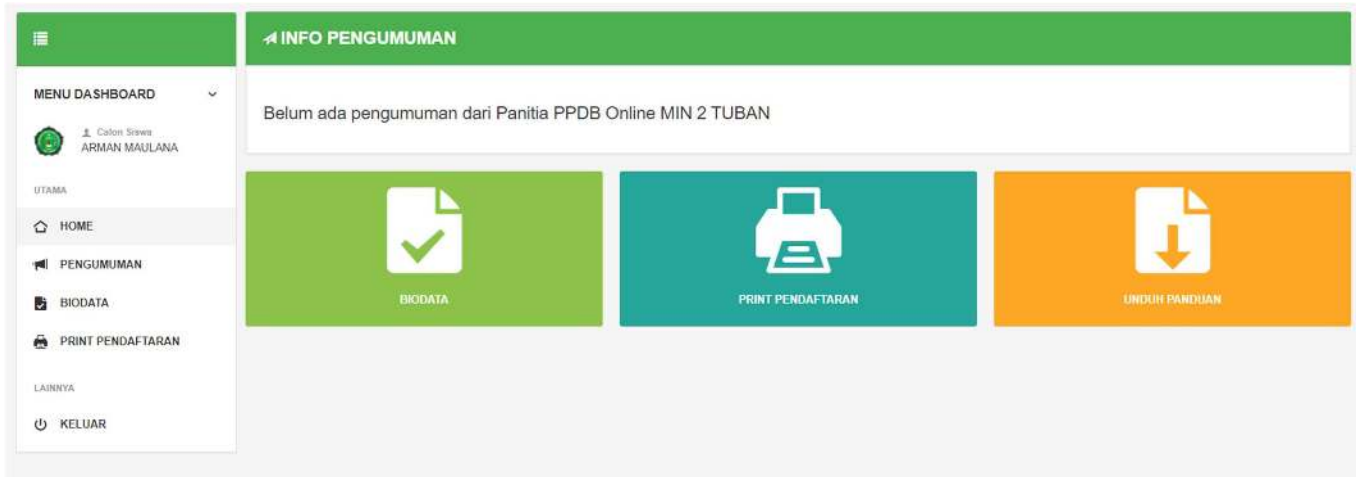 MENU DASHBOARD
Calon Siswa
ARMAN MAULANA
UTAMA
HOME
PENGUMUMAN
BIODATA
PRINT PENDAFTARAN
LAINNYA
KELUAR
INFO PENGUMUMAN
Belum ada pengumuman dari Panitia PPDB Online MIN 2 TUBAN
BIODATA
PRINT PENDAFTARAN
UNDUH PANDUAN